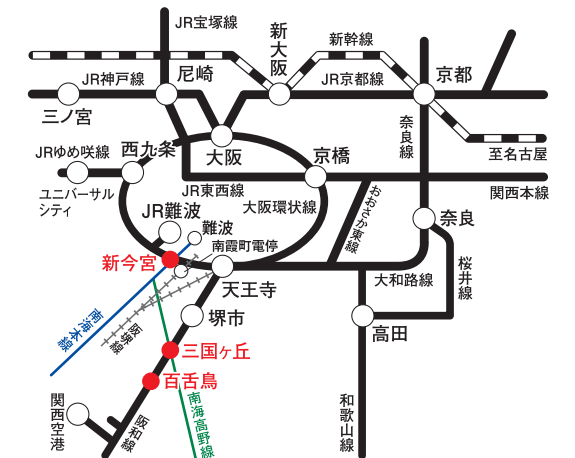 JR宝塚線
新大阪
新幹線
JR神戸線
尼崎
JR京都線
京都
三ノ宮
奈良線
至名古屋
JRゆめ咲線
西九条
大阪
京橋
ユニバーサル
シティ
JR東西線
大阪環状線
おおさか東線
関西本線
JR難波
難波
南霞町電停
奈良
新今宮
天王寺
大和路線
桜井線
南海本線
阪堺線
堺市
高田
三国ヶ丘
百舌鳥
関西空港
阪和線
南海高野線
和歌山線